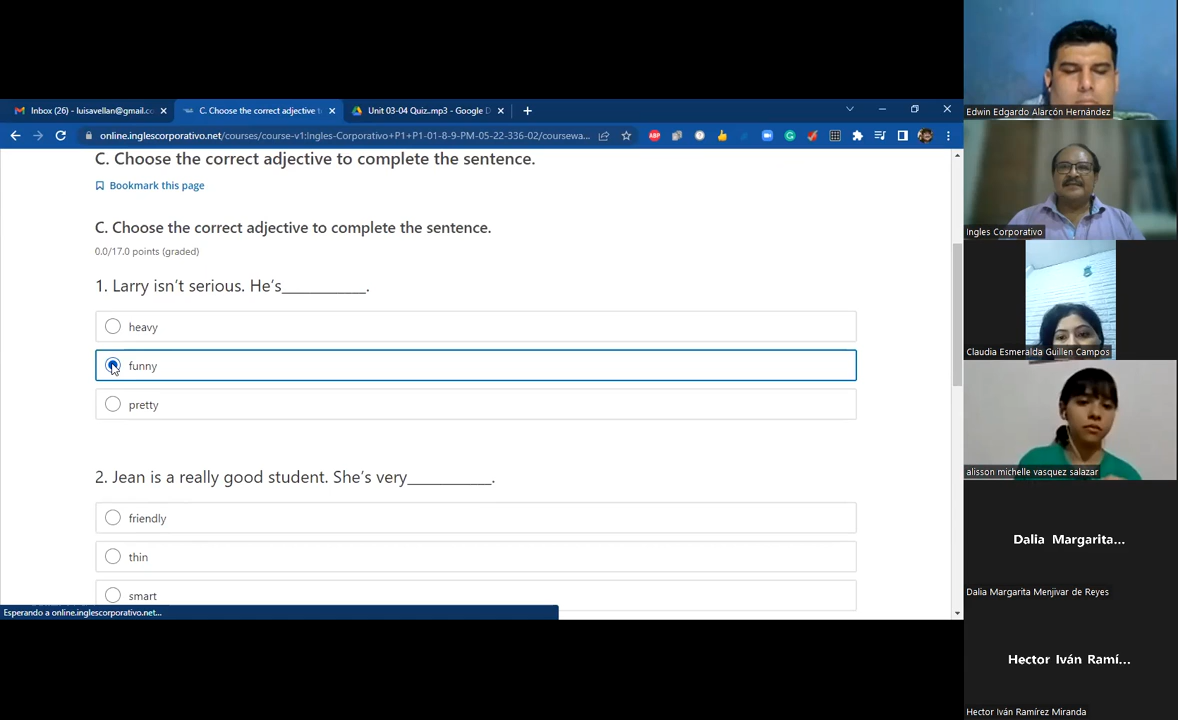 Inbox (26) - luisavellan@gmail.cc
C. Choose the correct adjective t
Unit 03-04 Quiz..mp3 - Google D
online.inglescorporativo.net/courses/course-v1:Ingles-Corporativo+P1+P1-01-8-9-PM-05-22-336-02/coursewa...
C. Choose the correct adjective to complete the sentence.
Bookmark this page
C. Choose the correct adjective to complete the sentence.
0.0/17.0 points (graded)
1. Larry isn't serious. He's__________.
heavy
funny
pretty
2. Jean is a really good student. She's very__________.
friendly
thin
smart
Esperando a online.inglescorporativo.net...
Edwin Edgardo Alarcón Hernández
Ingles Corporativo
Claudia Esmeralda Guillen Campos
alisson michelle vasquez salazar
Dalia Margarita...
Dalia Margarita Menjivar de Reyes
Hector Iván Ramí...
Hector Iván Ramírez Miranda